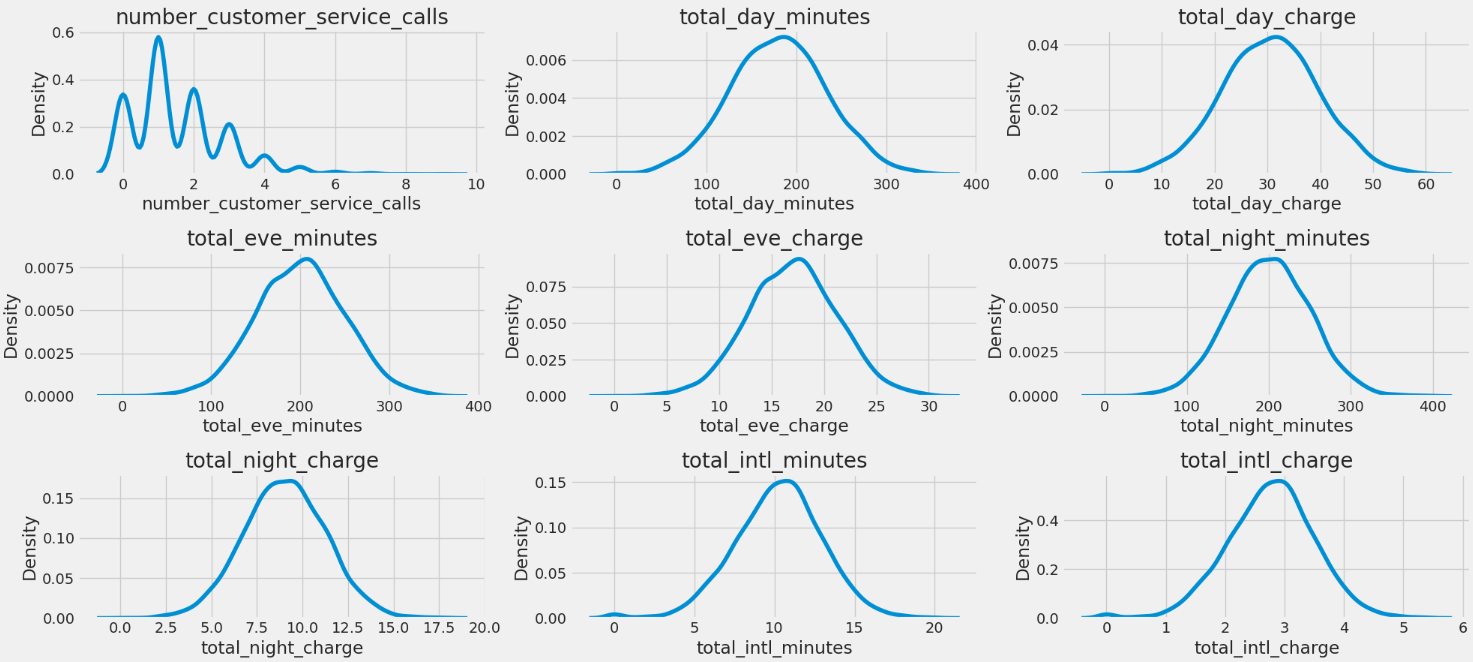 number_customer_service_calls
0.6
0.4
0.2
0.0
Density
0 2 4 6 8 10
number_customer_service_calls
total_day_minutes
0.006
0.004
0.002
0.000
Density
0 100 200 300 400
total_day_minutes
total_day_charge
0.04
0.02
0.00
Density
0 10 20 30 40 50 60
total_day_charge
total_eve_minutes
0.0075
0.0050
0.0025
0.0000
Density
0 100 200 300 400
total_eve_minutes
total_eve_charge
0.075
0.050
0.025
0.000
Density
0 5 10 15 20 25 30
total_eve_charge
total_night_minutes
0.0075
0.0050
0.0025
0.0000
Density
0 100 200 300 400
total_night_minutes
total_night_charge
0.15
0.10
0.05
0.00
Density
0.0 2.5 5.0 7.5 10.0 12.5 15.0 17.5 20.0
total_night_charge
total_intl_minutes
0.15
0.10
0.05
0.00
Density
0 5 10 15 20
total_intl_minutes
total_intl_charge
0.4
0.2
0.0
Density
0 1 2 3 4 5 6
total_intl_charge